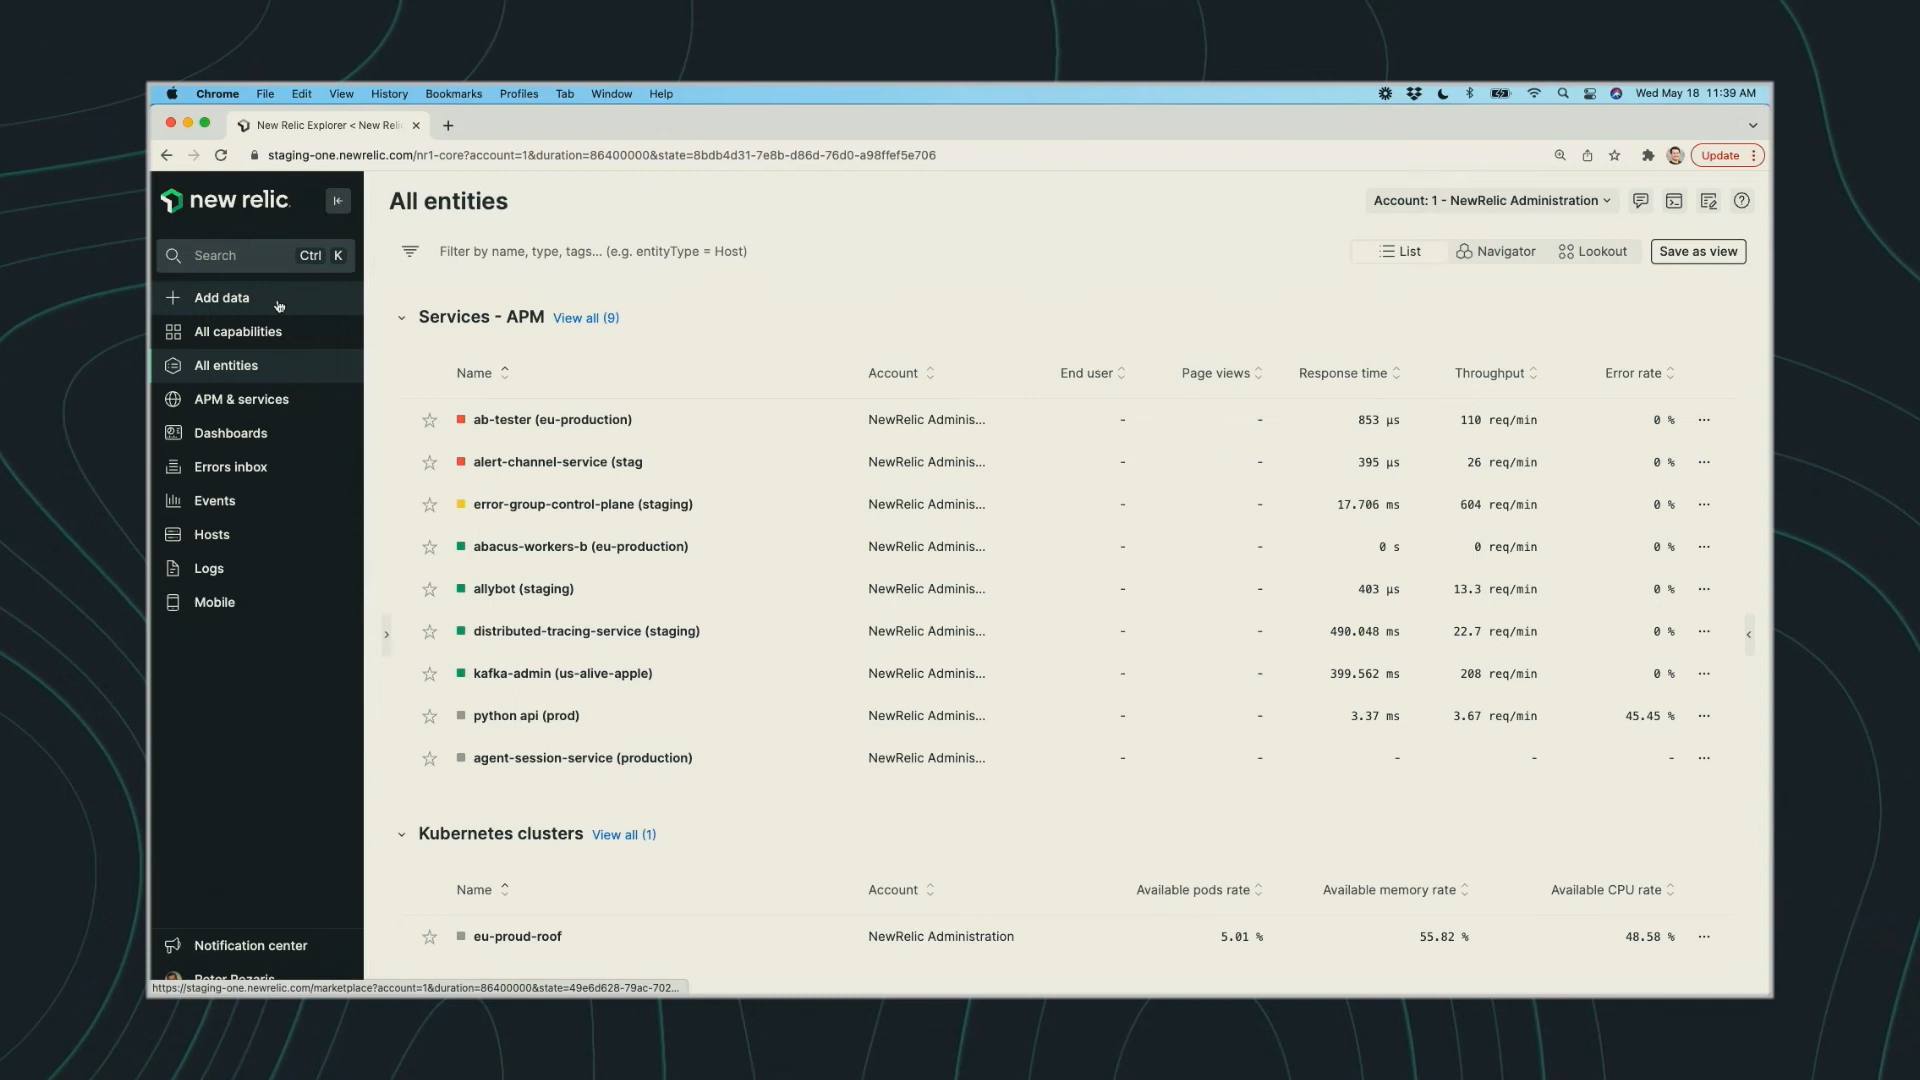 Chrome File Edit View History Bookmarks Profiles Tab Window Help Wed May 18 11:39 AM
New Relic Explorer < New Reli
staging-one.newrelic.com/nr1-core?account=1&duration=86400000&state=8bdb4d31-7e8b-d86d-76d0-a98ffef5e706 Update
new relic All entities Account: 1 - NewRelic Administration
Search Ctrl K Filter by name, type, tags... (e.g. entityType = Host) List Navigator Lookout Save as view
Add data
All capabilities
All entities
APM & services
Dashboards
Errors inbox
Events
Hosts
Logs
Mobile
Notification center
Peter Pezaris
Services - APM View all (9)
Name Account End user Page views Response time Throughput Error rate
ab-tester (eu-production) NewRelic Adminis... - - 853 µs 110 req/min 0 % ...
alert-channel-service (stag NewRelic Adminis... - - 395 µs 26 req/min 0 % ...
error-group-control-plane (staging) NewRelic Adminis... - - 17.706 ms 604 req/min 0 % ...
abacus-workers-b (eu-production) NewRelic Adminis... - - 0 s 0 req/min 0 % ...
allybot (staging) NewRelic Adminis... - - 403 µs 13.3 req/min 0 % ...
distributed-tracing-service (staging) NewRelic Adminis... - - 490.048 ms 22.7 req/min 0 % ...
kafka-admin (us-alive-apple) NewRelic Adminis... - - 399.562 ms 208 req/min 0 % ...
python api (prod) NewRelic Adminis... - - 3.37 ms 3.67 req/min 45.45 % ...
agent-session-service (production) NewRelic Adminis... - - - - - ...
Kubernetes clusters View all (1)
Name Account Available pods rate Available memory rate Available CPU rate
eu-proud-roof NewRelic Administration 5.01 % 55.82 % 48.58 % ...
https://staging-one.newrelic.com/marketplace?account=1&duration=86400000&state=49e6d628-79ac-702...